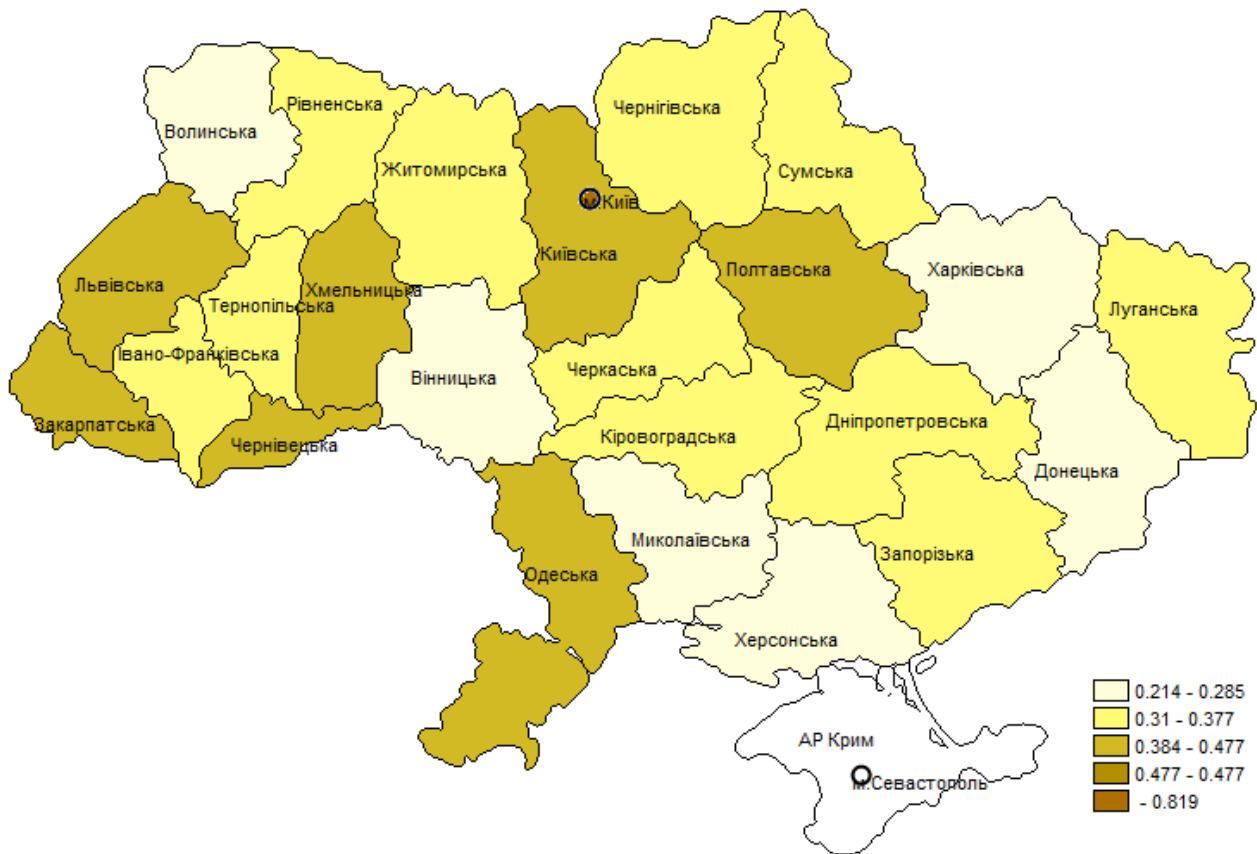 Рівненська
Чернігівська
Волинська
Житомирська
Сумська
м.Київ
Київська
Полтавська
Харківська
Львівська
Хмельницька
Тернопільська
Луганська
Івано-Франківська
Черкаська
Вінницька
Закарпатська
Дніпропетровська
Чернівецька
Кіровоградська
Донецька
Миколаївська
Запорізька
Одеська
Херсонська
0.214 - 0.285
0.31 - 0.377
АР Крим
0.384 - 0.477
м.Севастополь
0.477 - 0.477
- 0.819